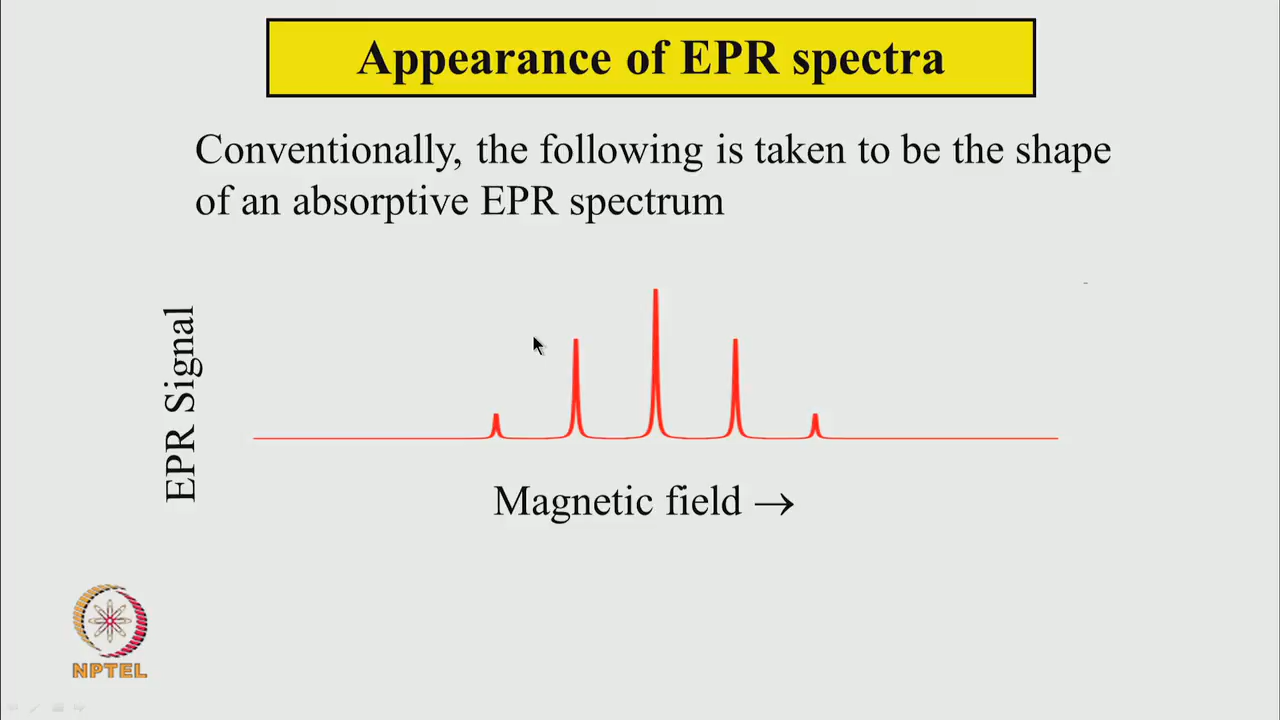 Appearance of EPR spectra
Conventionally, the following is taken to be the shape
of an absorptive EPR spectrum
EPR Signal
Magnetic field →
NPTEL